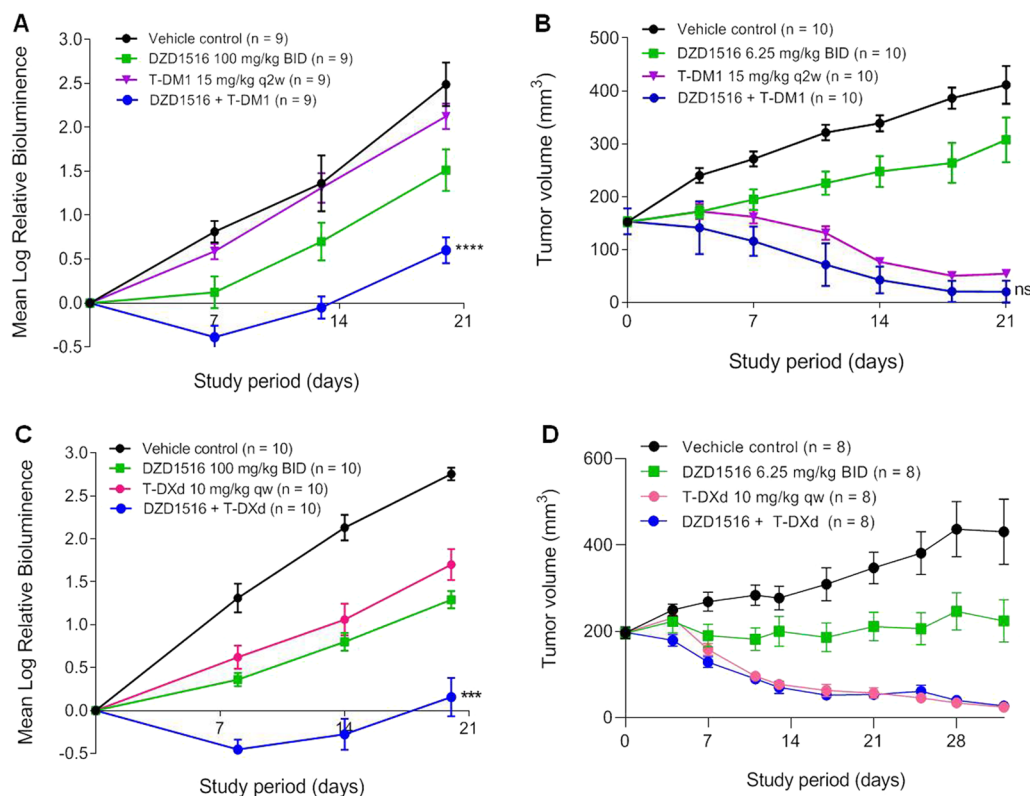 A
Vehicle control (n = 9)
DZD1516 100 mg/kg BID (n = 9)
T-DM1 15 mg/kg q2w (n = 9)
DZD1516 + T-DM1 (n = 9)
Mean Log Relative Bioluminence
3.0
2.5
2.0
1.5
1.0
0.5
0.0
-0.5
7
14
21
****
Study period (days)
B
Vehicle control (n = 10)
DZD1516 6.25 mg/kg BID (n = 10)
T-DM1 15 mg/kg q2w (n = 10)
DZD1516 + T-DM1 (n = 10)
Tumor volume (mm3)
500
400
300
200
100
0
0
7
14
21
ns
Study period (days)
C
Vehicle control (n = 10)
DZD1516 100 mg/kg BID (n = 10)
T-DXd 10 mg/kg qw (n = 10)
DZD1516 + T-DXd (n = 10)
Mean Log Relative Bioluminence
3.0
2.5
2.0
1.5
1.0
0.5
0.0
-0.5
7
14
21
***
Study period (days)
D
Vechicle control (n = 8)
DZD1516 6.25 mg/kg BID (n = 8)
T-DXd 10 mg/kg qw (n = 8)
DZD1516 + T-DXd (n = 8)
Tumor volume (mm3)
600
400
200
0
0
7
14
21
28
Study period (days)